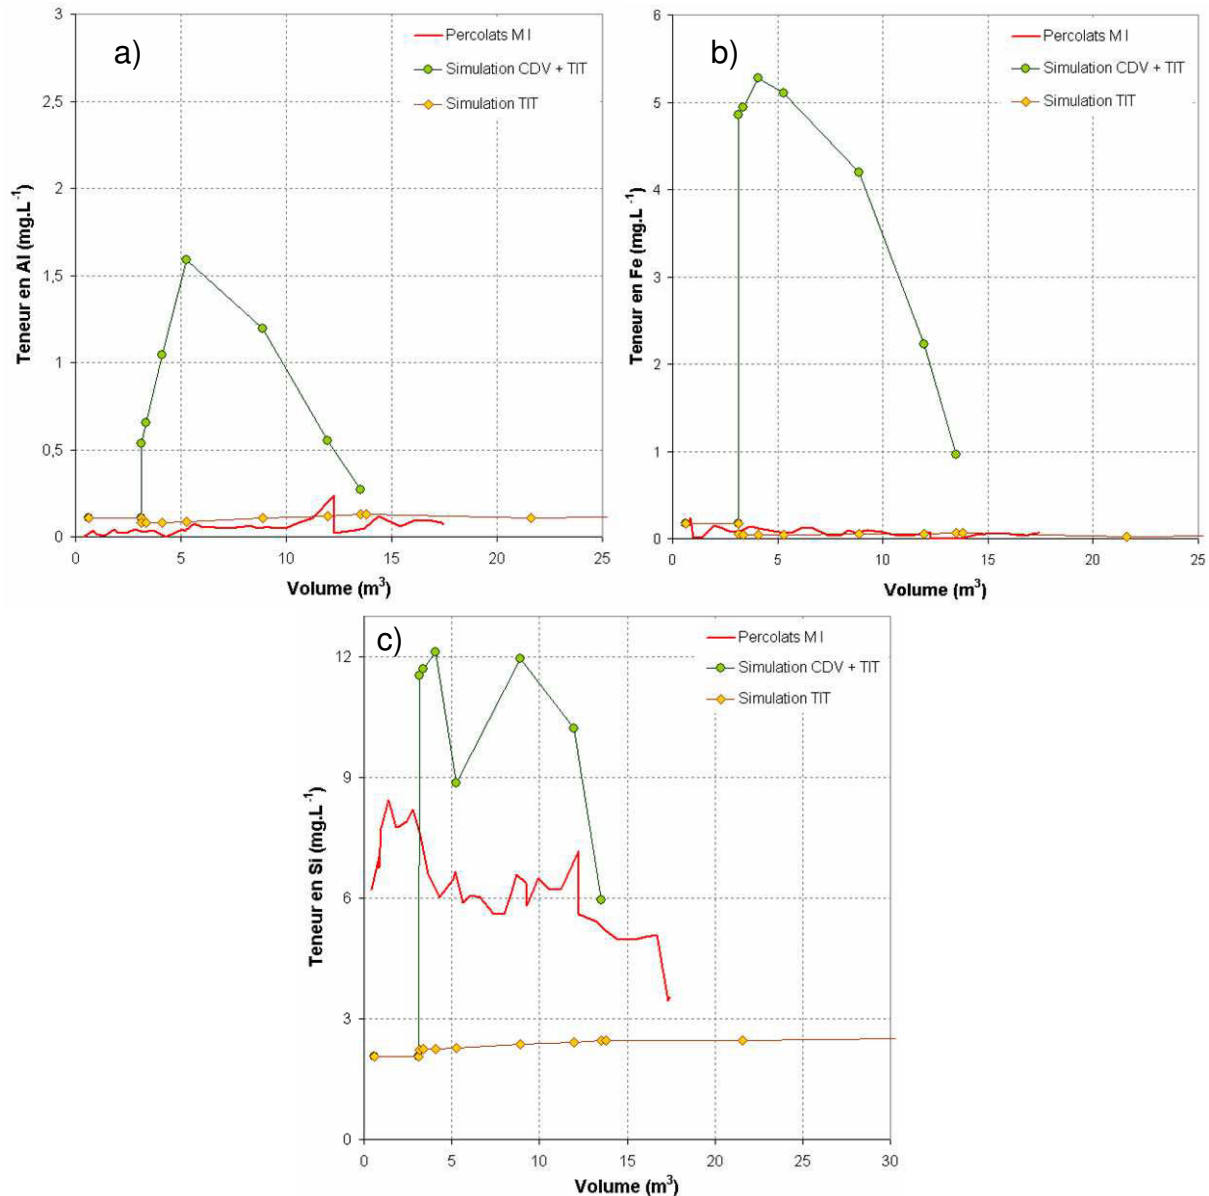 a)
Percolats M I
Simulation CDV + TIT
Simulation TIT
3
2,5
2
1,5
1
0,5
0
Teneur en Al (mg.L⁻¹)
0 5 10 15 20 25
Volume (m³)
b)
Percolats M I
Simulation CDV + TIT
Simulation TIT
6
5
4
3
2
1
0
Teneur en Fe (mg.L⁻¹)
0 5 10 15 20 25
Volume (m³)
c)
Percolats M I
Simulation CDV + TIT
Simulation TIT
12
9
6
3
0
Teneur en Si (mg.L⁻¹)
0 5 10 15 20 25 30
Volume (m³)